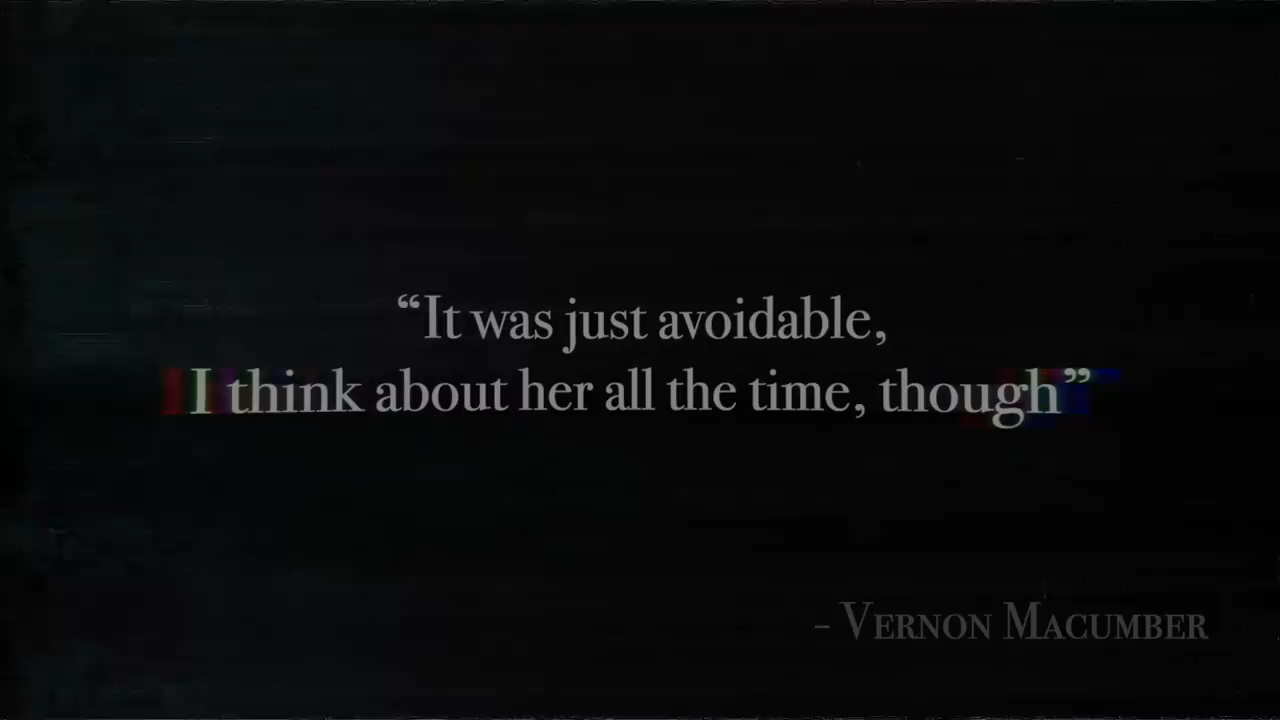 “It was just avoidable,
I think about her all the time, though”
- Vernon Macumber